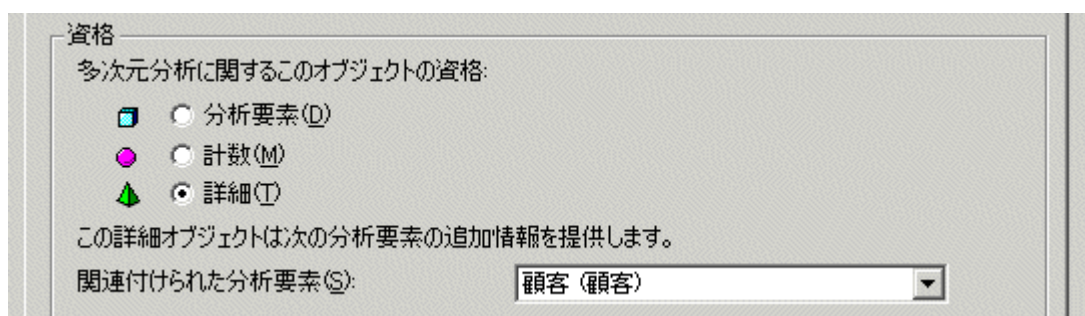 資格
多次元分析に関するこのオブジェクトの資格:
分析要素(D)
計数(M)
詳細(T)
この詳細オブジェクトは次の分析要素の追加情報を提供します。
関連付けられた分析要素(S): 顧客 (顧客)